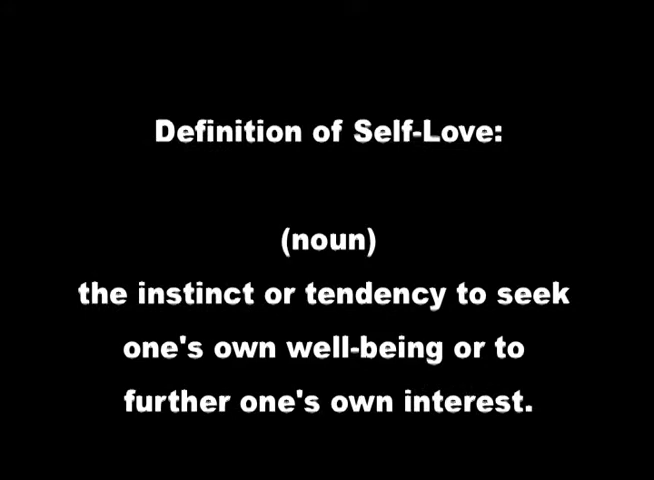 Definition of Self-Love:
(noun)
the instinct or tendency to seek
one's own well-being or to
further one's own interest.